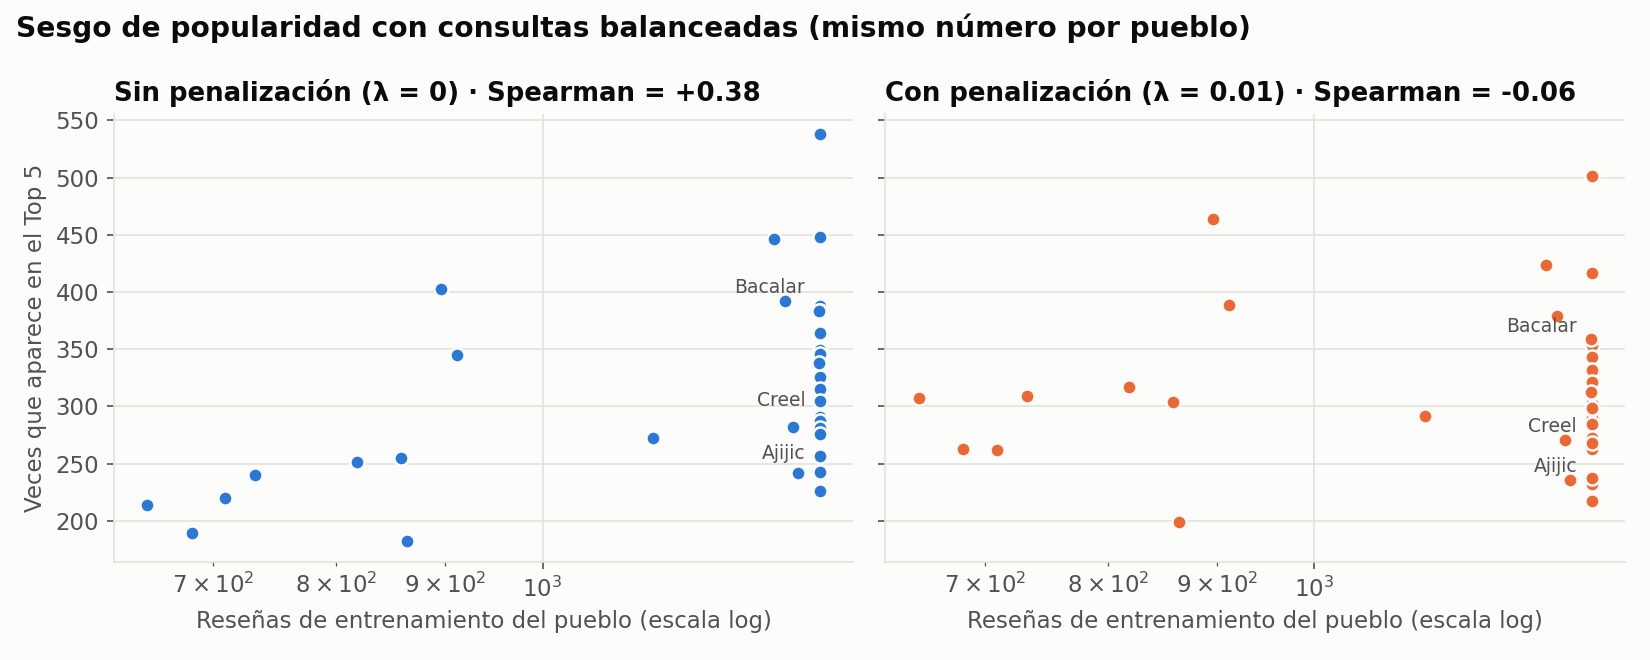 Sesgo de popularidad con consultas balanceadas (mismo número por pueblo)
Sin penalización (λ = 0) · Spearman = +0.38
Con penalización (λ = 0.01) · Spearman = -0.06
Veces que aparece en el Top 5
550
500
450
400
350
300
250
200
Bacalar
Creel
Ajijic
Bacalar
Creel
Ajijic
7 × 10² 8 × 10² 9 × 10² 10³
7 × 10² 8 × 10² 9 × 10² 10³
Reseñas de entrenamiento del pueblo (escala log)
Reseñas de entrenamiento del pueblo (escala log)